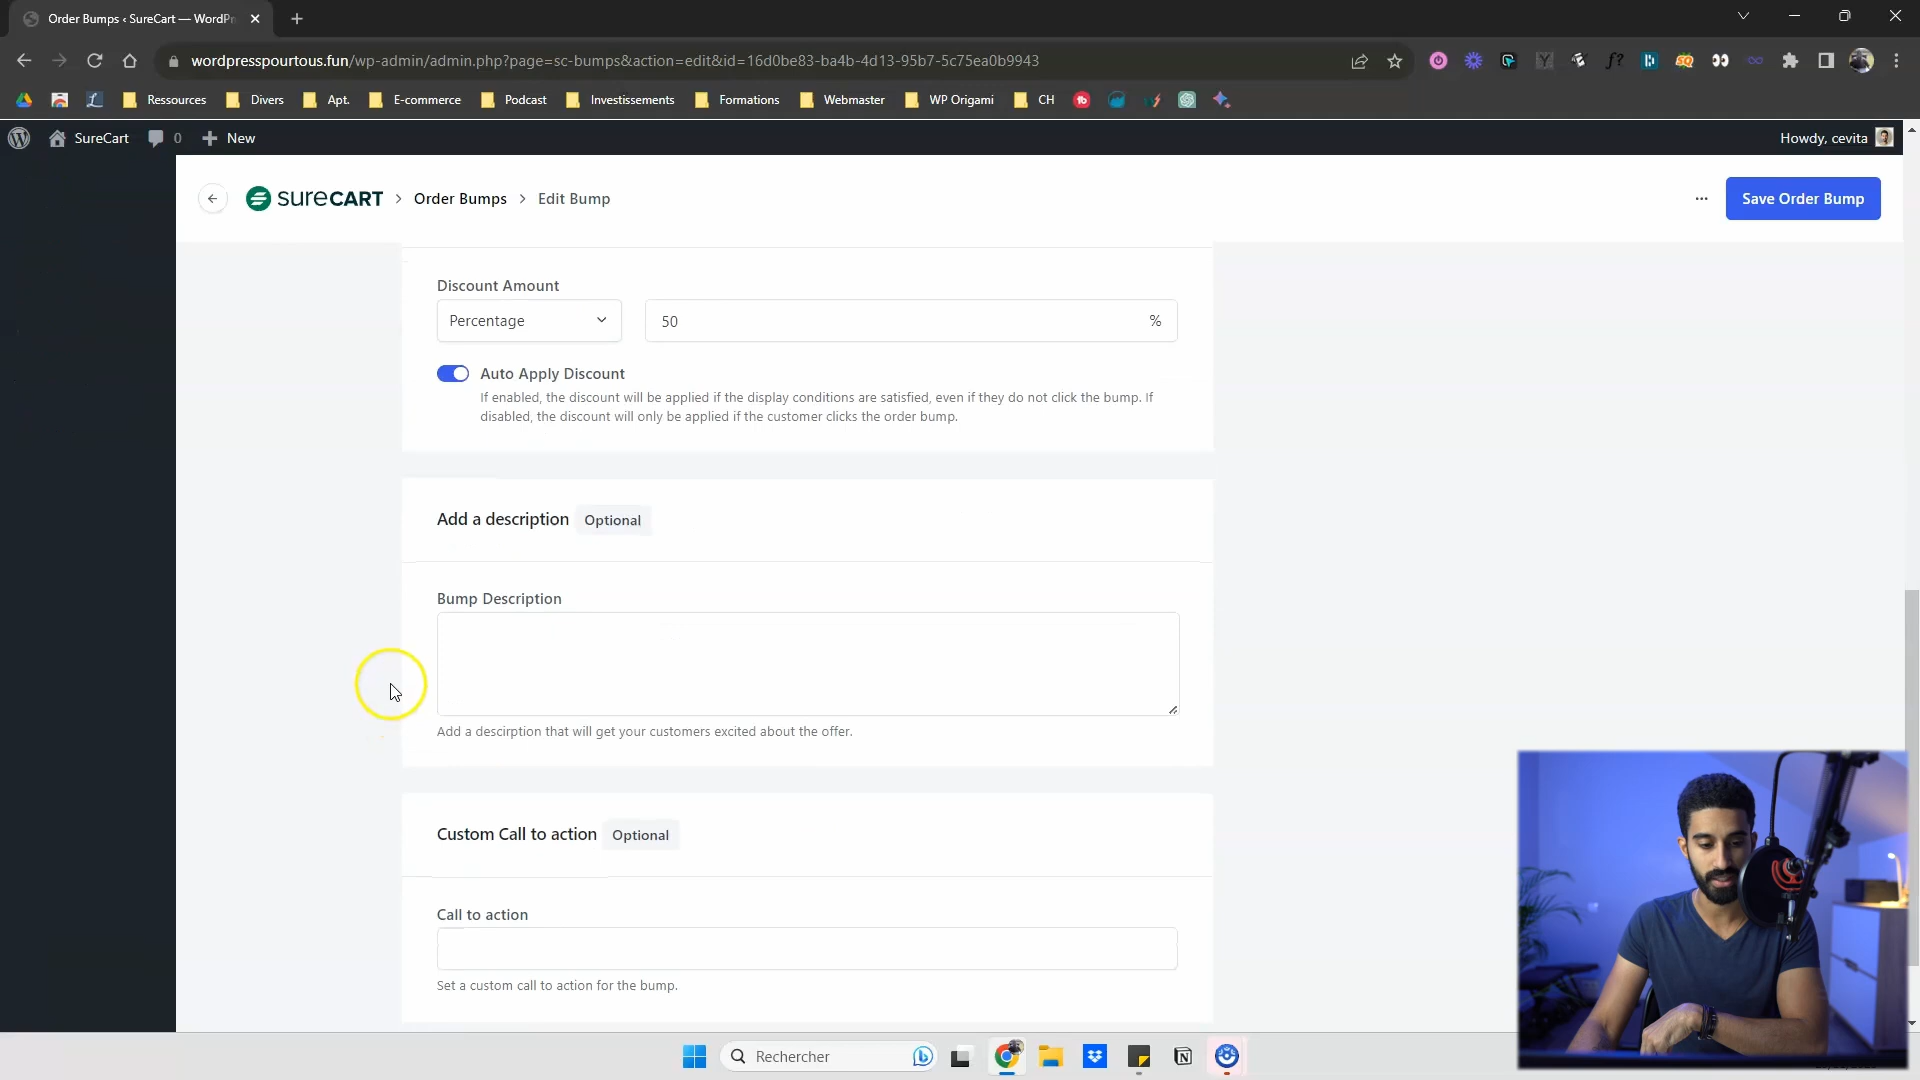 Order Bumps ‹ SureCart — WordPr
wordpresspourtous.fun/wp-admin/admin.php?page=sc-bumps&action=edit&id=16d0be83-ba4b-4d13-95b7-5c75ea0b9943
Ressources Divers Apt. E-commerce Podcast Investissements Formations Webmaster WP Origami CH
SureCart 0 New Howdy, cevita
SURECART > Order Bumps > Edit Bump ... Save Order Bump
Discount Amount
Percentage 50 %
Auto Apply Discount
If enabled, the discount will be applied if the display conditions are satisfied, even if they do not click the bump. If
disabled, the discount will only be applied if the customer clicks the order bump.
Add a description Optional
Bump Description
Add a descirption that will get your customers excited about the offer.
Custom Call to action Optional
Call to action
Set a custom call to action for the bump.
Rechercher